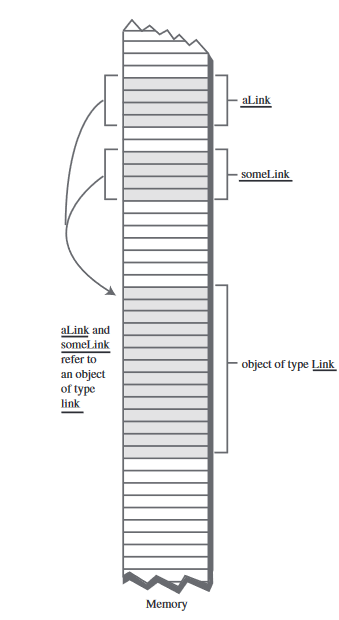 aLink
someLink
aLink and
someLink
refer to
an object
of type
link
object of type Link
Memory